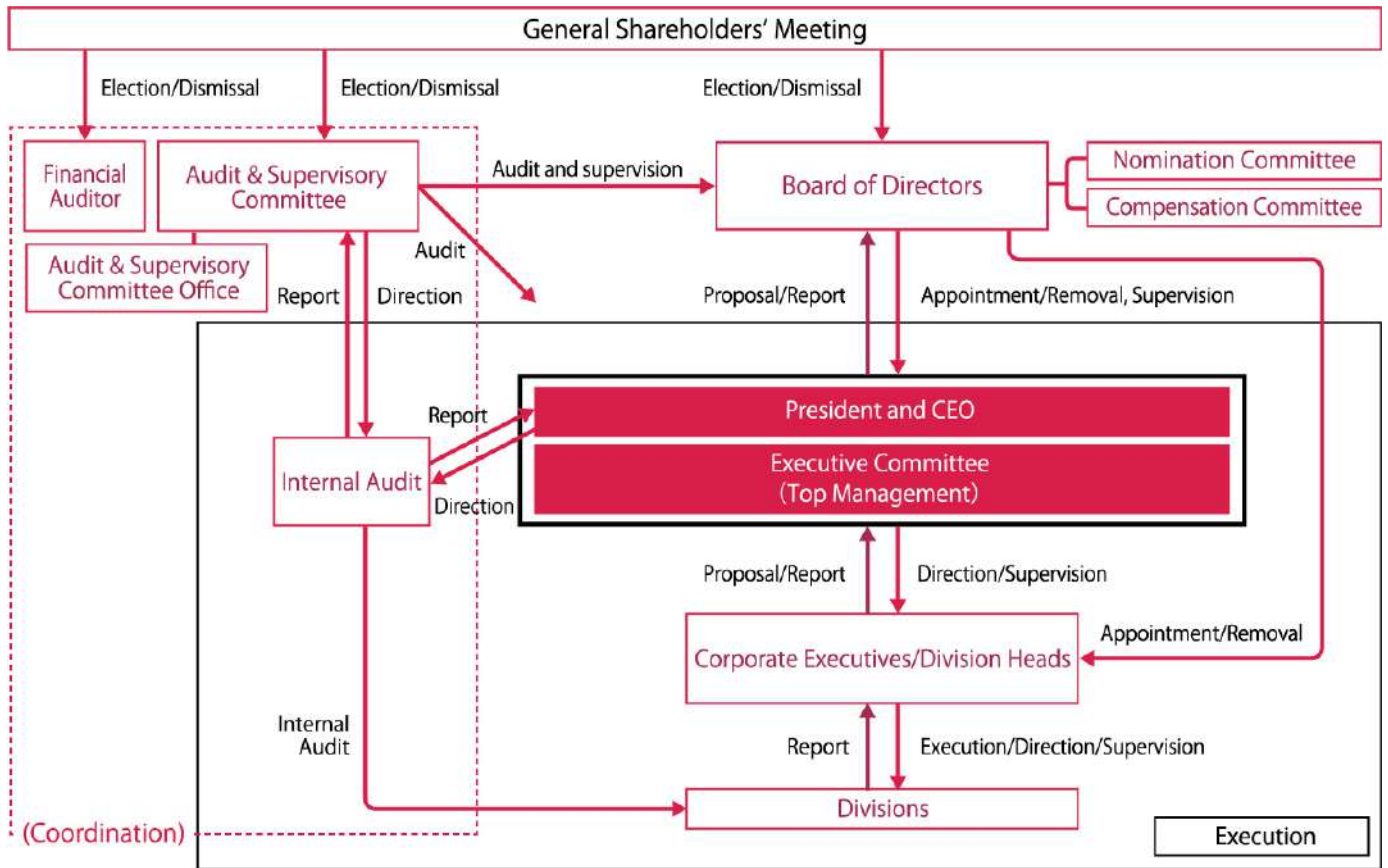 General Shareholders' Meeting
Election/Dismissal
Election/Dismissal
Election/Dismissal
Financial
Auditor
Audit & Supervisory
Committee
Audit and supervision
Board of Directors
Nomination Committee
Compensation Committee
Audit & Supervisory
Committee Office
Audit
Report
Direction
Proposal/Report
Appointment/Removal, Supervision
Report
President and CEO
Internal Audit
Executive Committee
(Top Management)
Direction
Proposal/Report
Direction/Supervision
Corporate Executives/Division Heads
Appointment/Removal
Internal
Audit
Report
Execution/Direction/Supervision
Divisions
(Coordination)
Execution